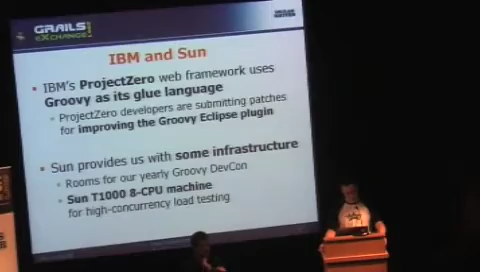 GRAILS
eXCHANGE
IBM and Sun
• IBM's ProjectZero web framework uses
Groovy as its glue language
• ProjectZero developers are submitting patches
for improving the Groovy Eclipse plugin
• Sun provides us with some infrastructure
• Rooms for our yearly Groovy DevCon
• Sun T1000 8-CPU machine
for high-concurrency load testing